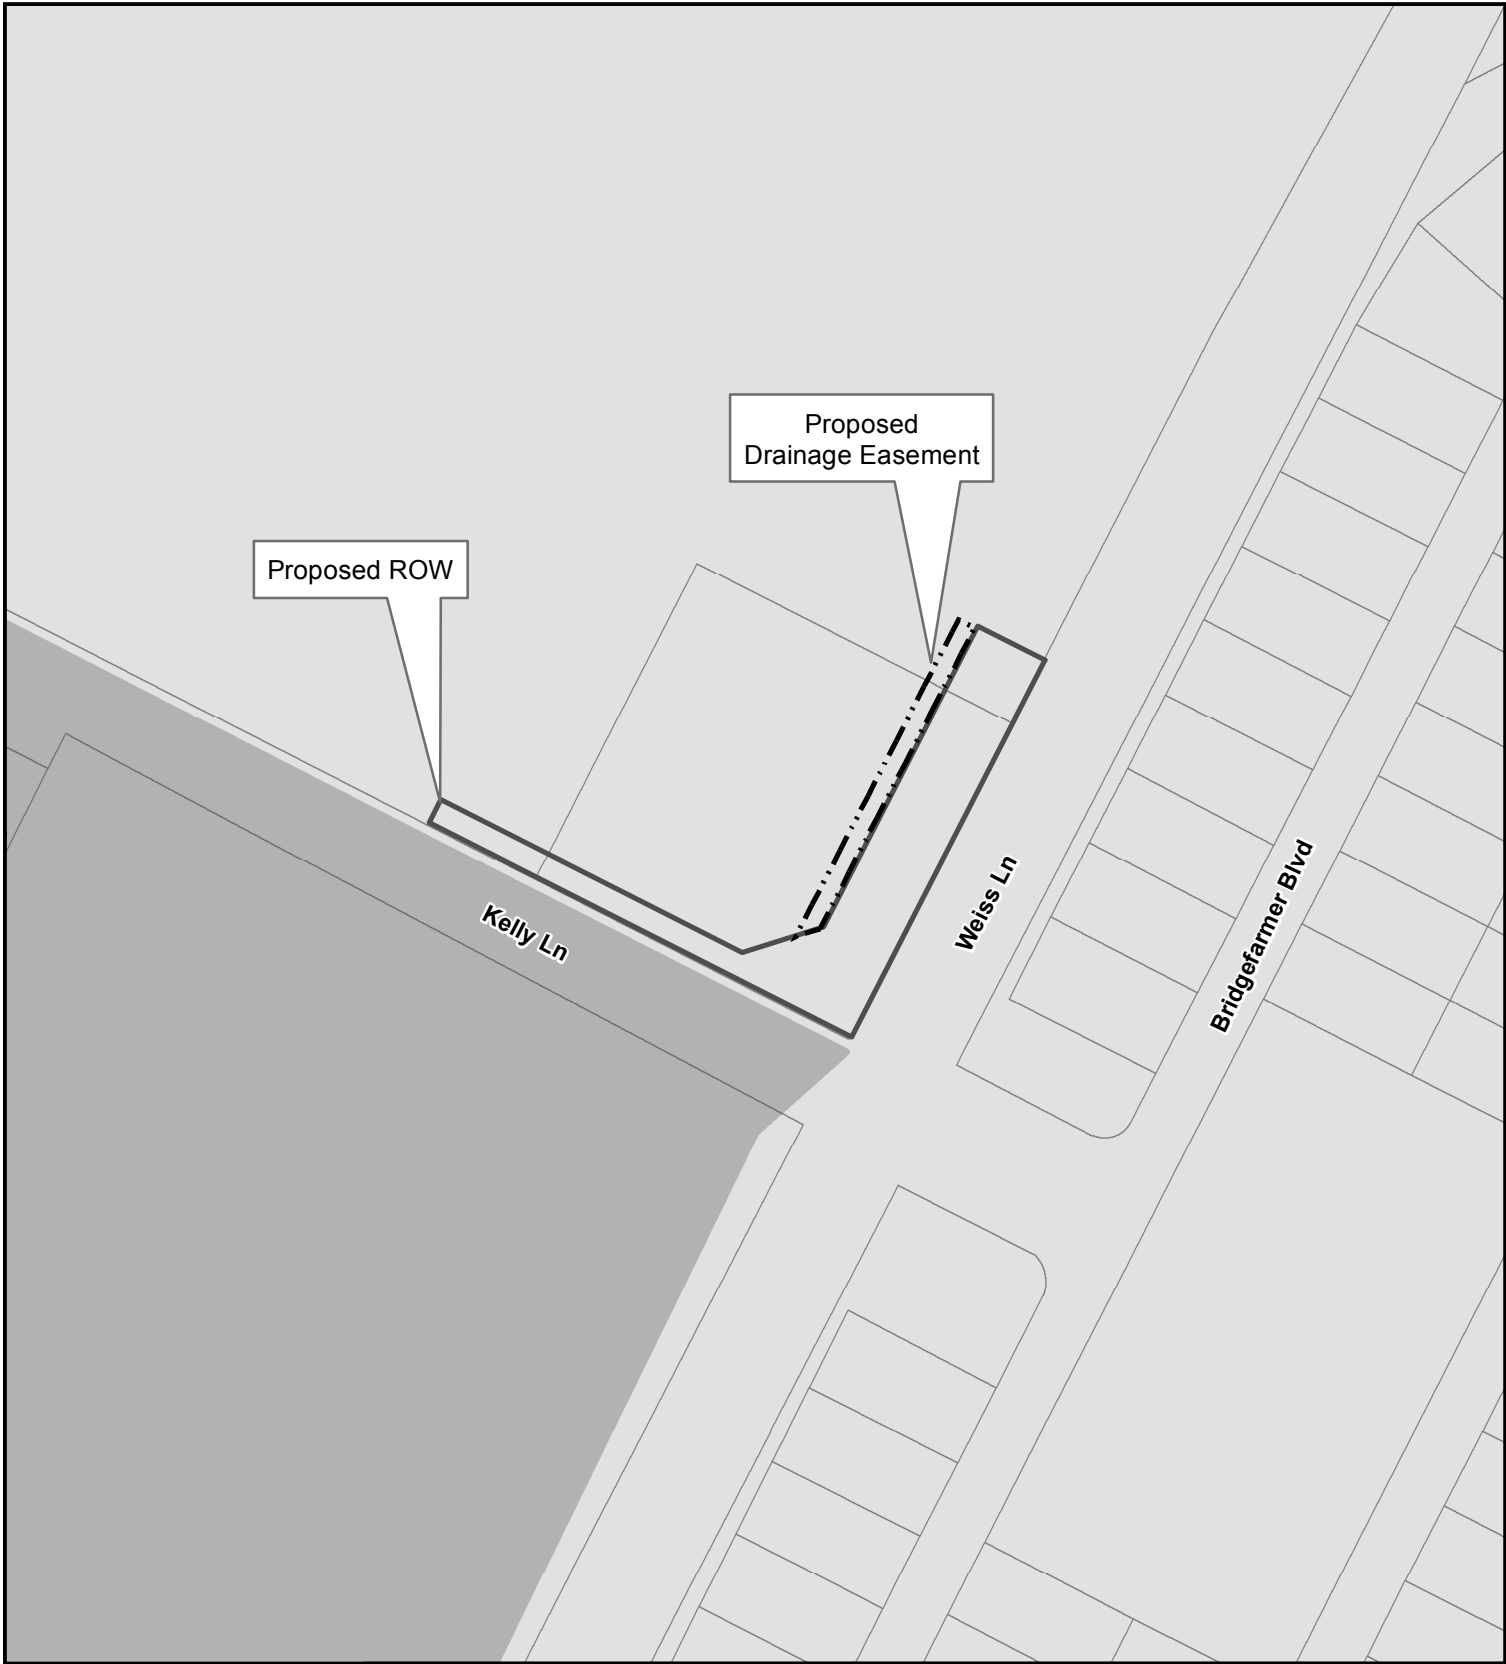 Proposed
Drainage Easement
Proposed ROW
Kelly Ln
Weiss Ln
Bridgefarmer Blvd